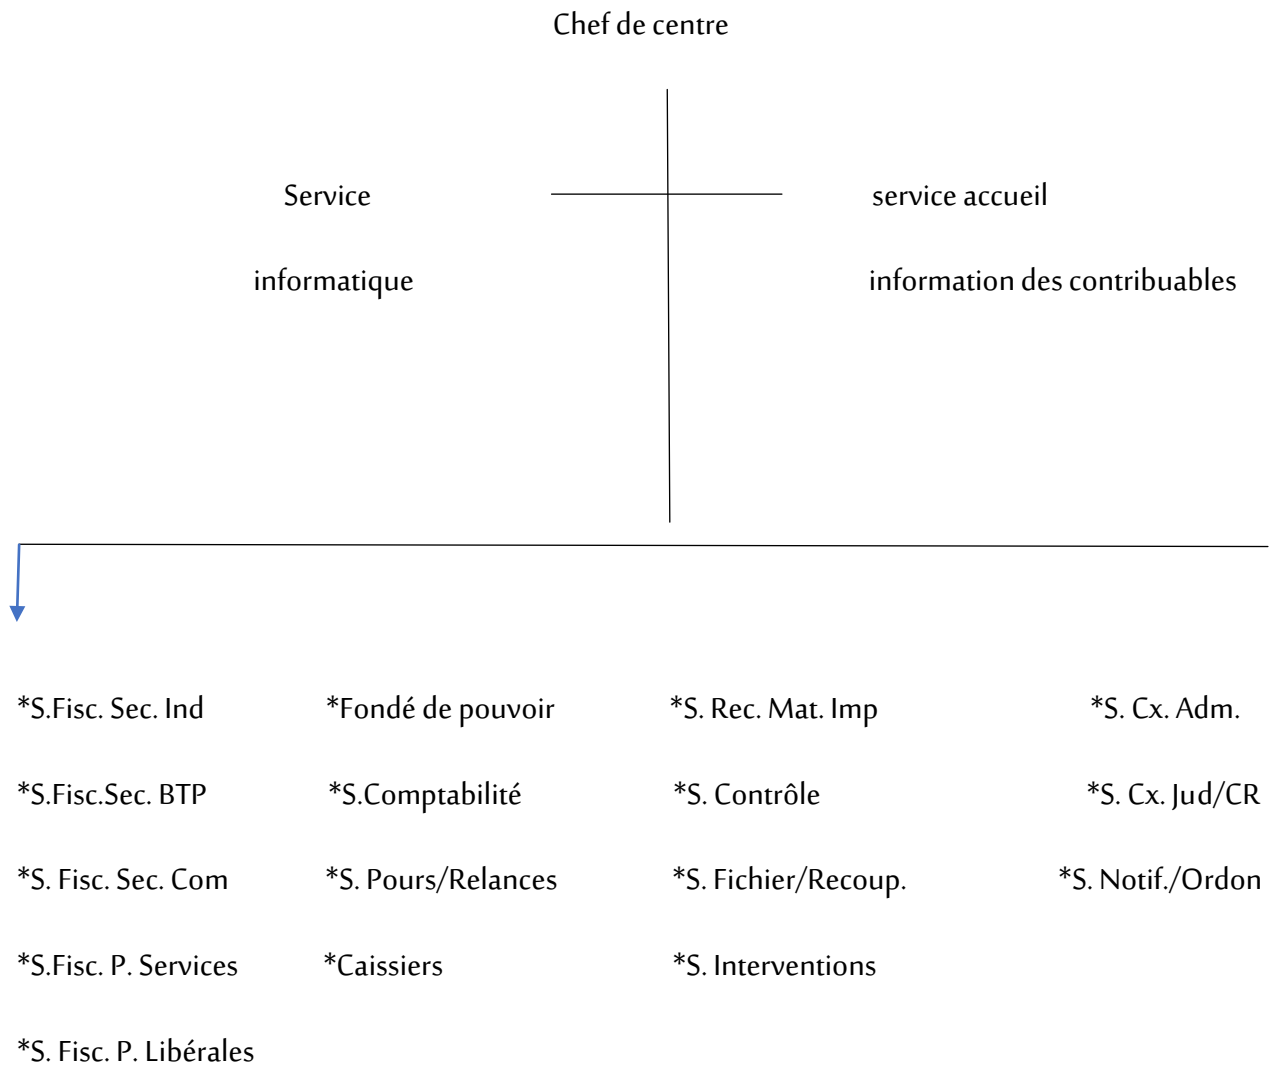 Chef de centre
Service service accueil
informatique information des contribuables
*S.Fisc. Sec. Ind *Fondé de pouvoir *S. Rec. Mat. Imp *S. Cx. Adm.
*S.Fisc.Sec. BTP *S.Comptabilité *S. Contrôle *S. Cx. Jud/CR
*S. Fisc. Sec. Com *S. Pours/Relances *S. Fichier/Recoup. *S. Notif./Ordon
*S.Fisc. P. Services *Caissiers *S. Interventions
*S. Fisc. P. Libérales